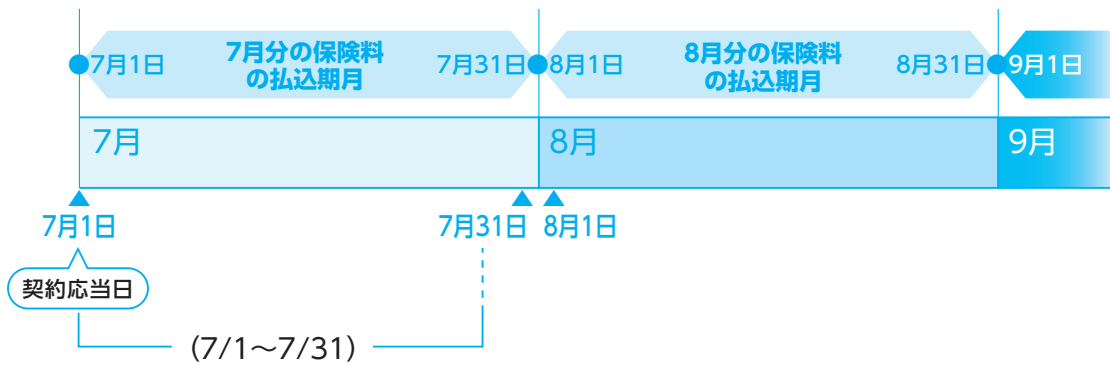 7月1日
7月分の保険料
の払込期月
7月31日
8月1日
8月分の保険料
の払込期月
8月31日
9月1日
7月
8月
9月
7月1日
7月31日
8月1日
契約応当日
(7/1〜7/31)